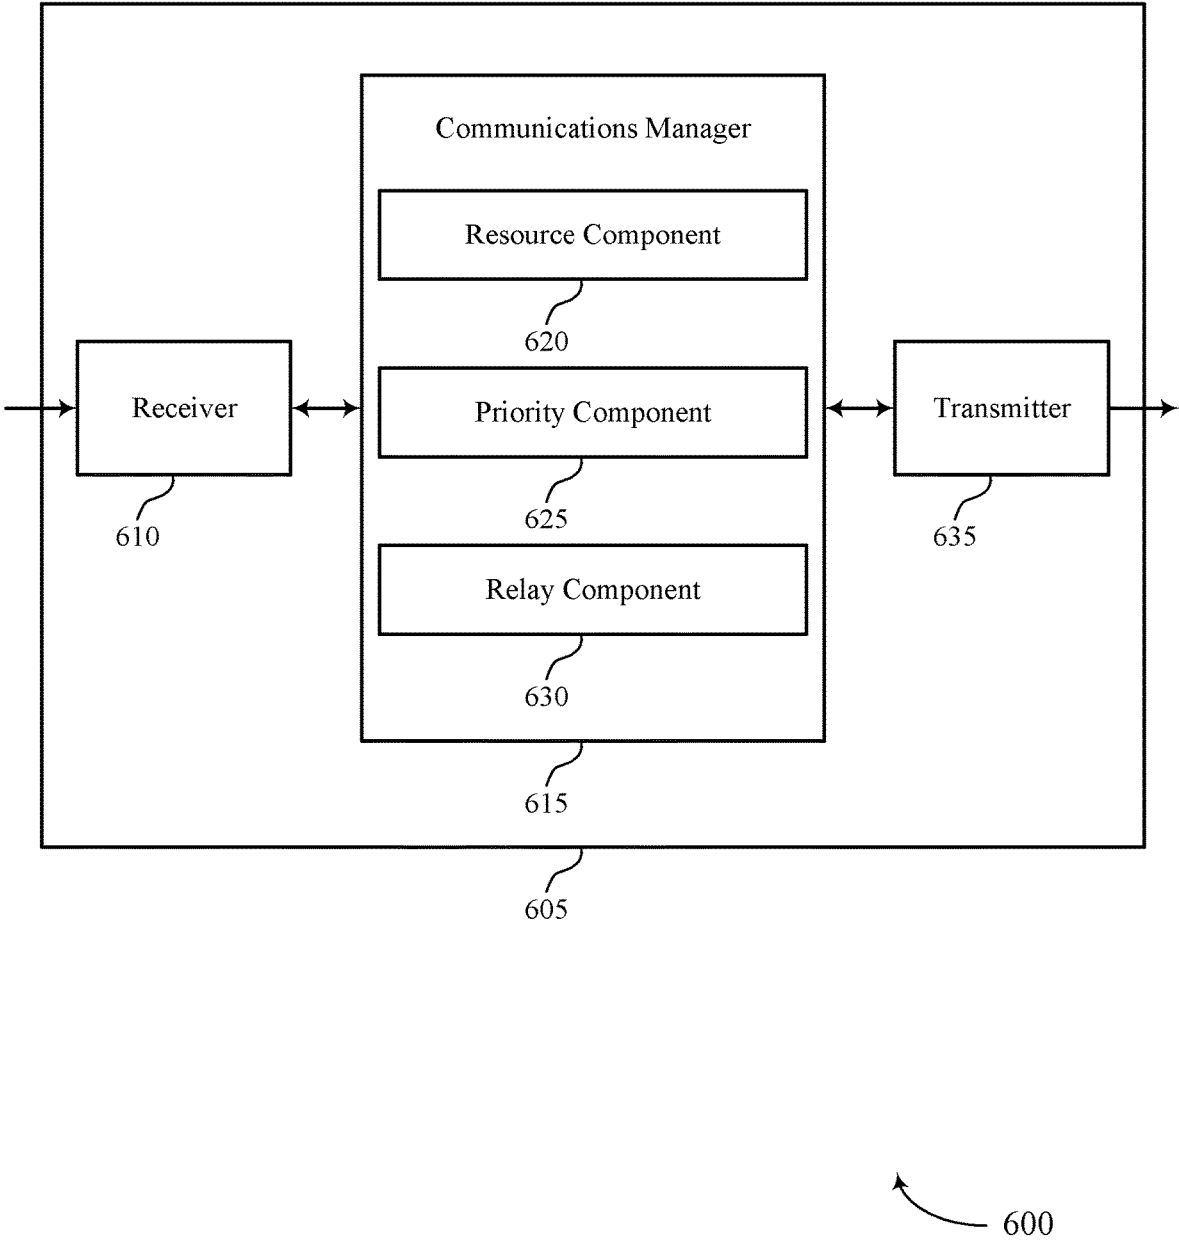 Communications Manager
Resource Component
620
Receiver
610
Priority Component
625
Transmitter
635
Relay Component
630
615
605
600